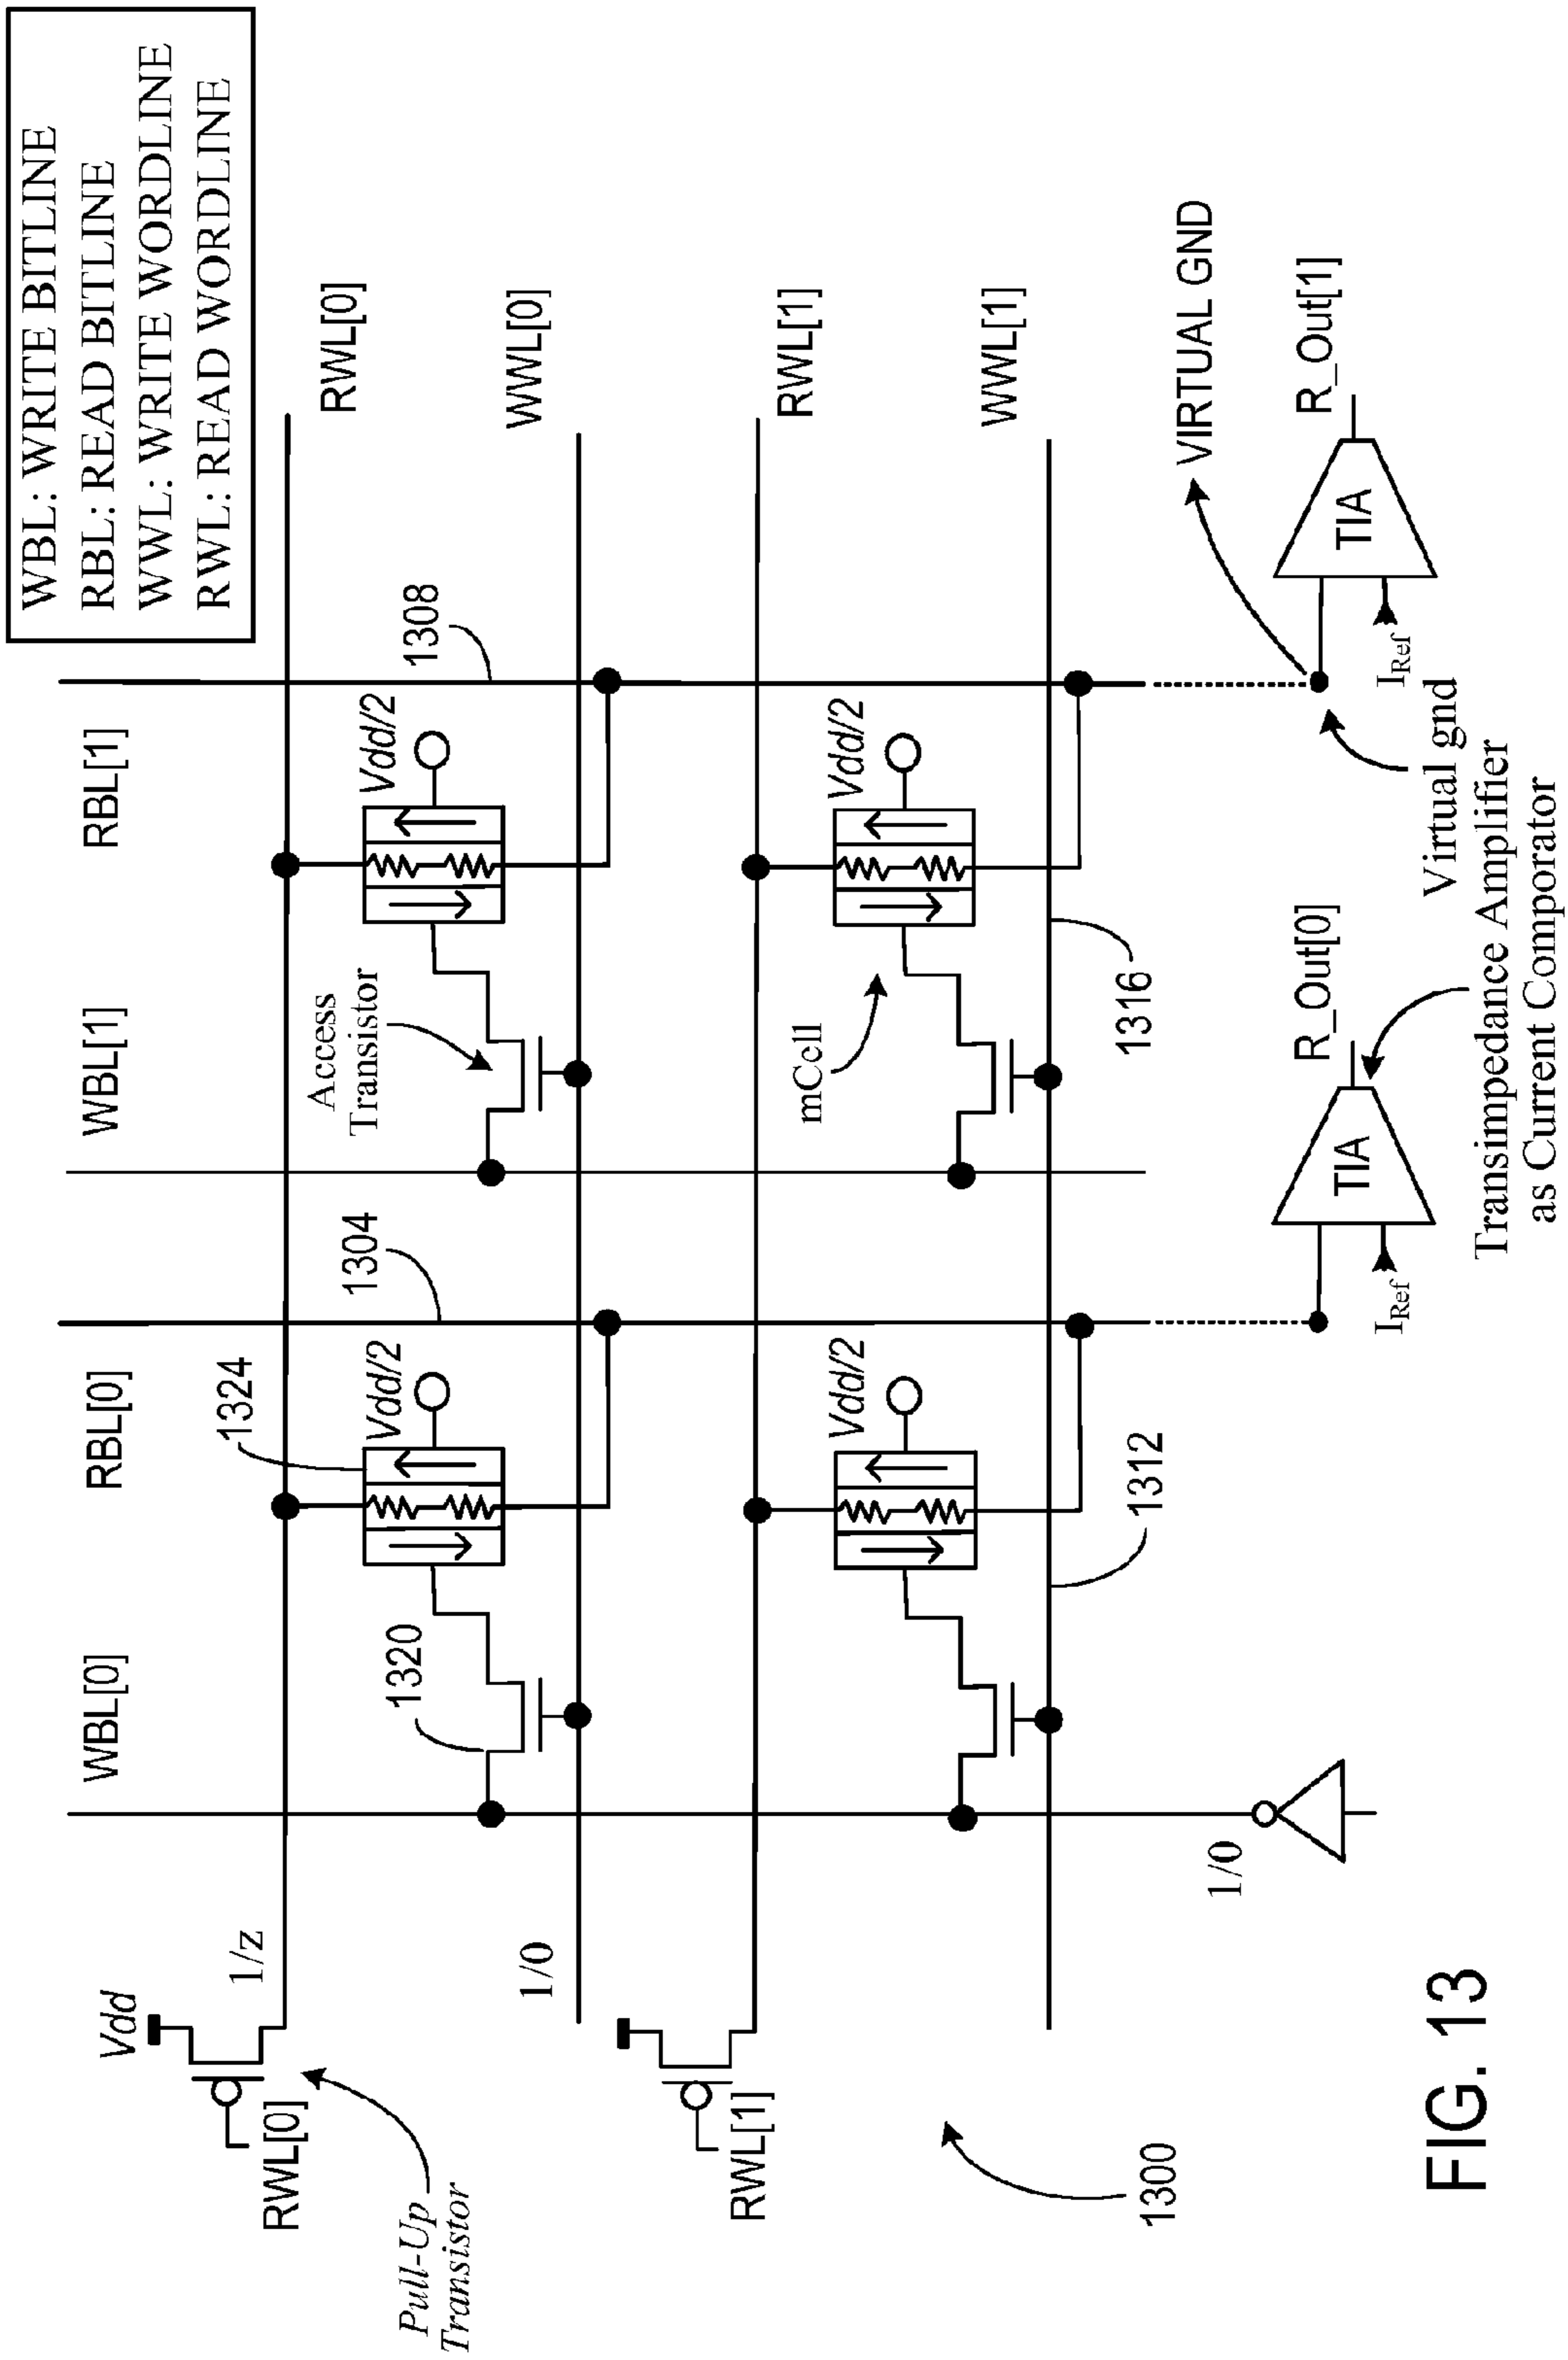 WBL: WRITE BITLINE
RBL: READ BITLINE
WWL: WRITE WORDLINE
RWL: READ WORDLINE
WBL[0]
RBL[0]
WBL[1]
RBL[1]
Vdd
1/z
RWL[0]
Pull-Up
Transistor
1324
Vdd/2
1304
Access
Transistor
Vdd/2
1308
RWL[0]
1320
1/0
WWL[0]
RWL[1]
Vdd/2
mCell
Vdd/2
RWL[1]
1300
1312
1316
WWL[1]
1/0
VIRTUAL GND
TIA
R_Out[0]
IRef
TIA
R_Out[1]
IRef
Virtual gnd
Transimpedance Amplifier
as Current Comporator
FIG. 13